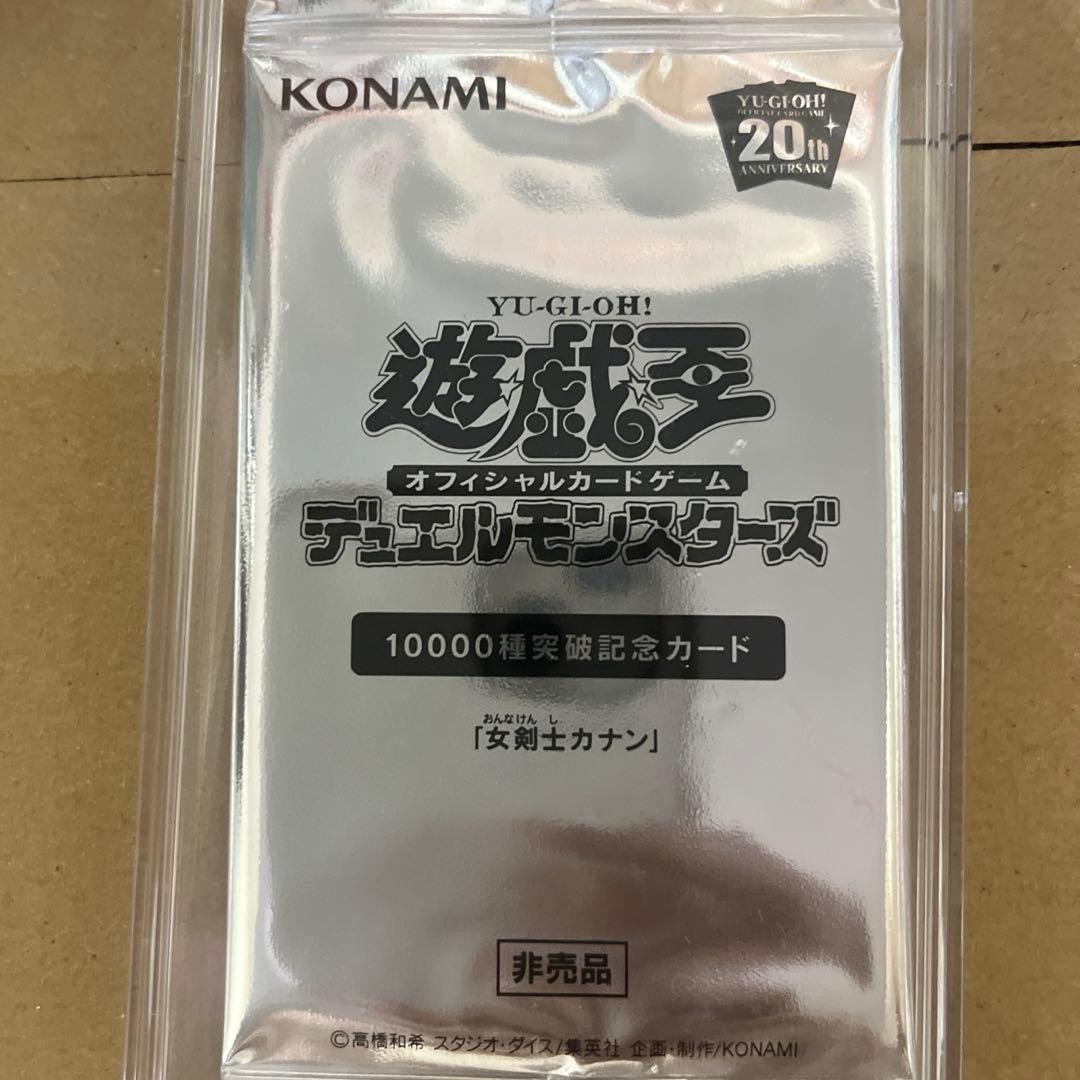 KONAMI
YU-GI-OH!
OFFICIAL CARD GAME
20th
ANNIVERSARY
YU-GI-OH!
遊戯王
オフィシャルカードゲーム
デュエルモンスターズ
10000種突破記念カード
おんなけんし
「女剣士カナン」
非売品
©高橋和希 スタジオ・ダイス/集英社 企画・制作/KONAMI